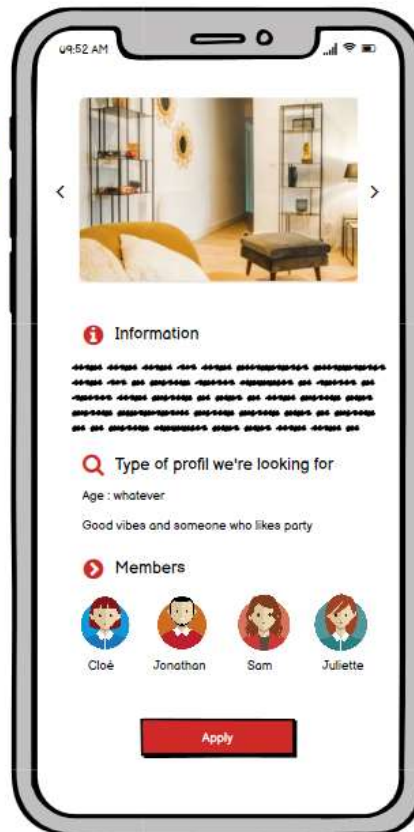 09:52 AM
Information
Type of profil we're looking for
Age : whatever
Good vibes and someone who likes party
Members
Cloé Jonathan Sam Juliette
Apply